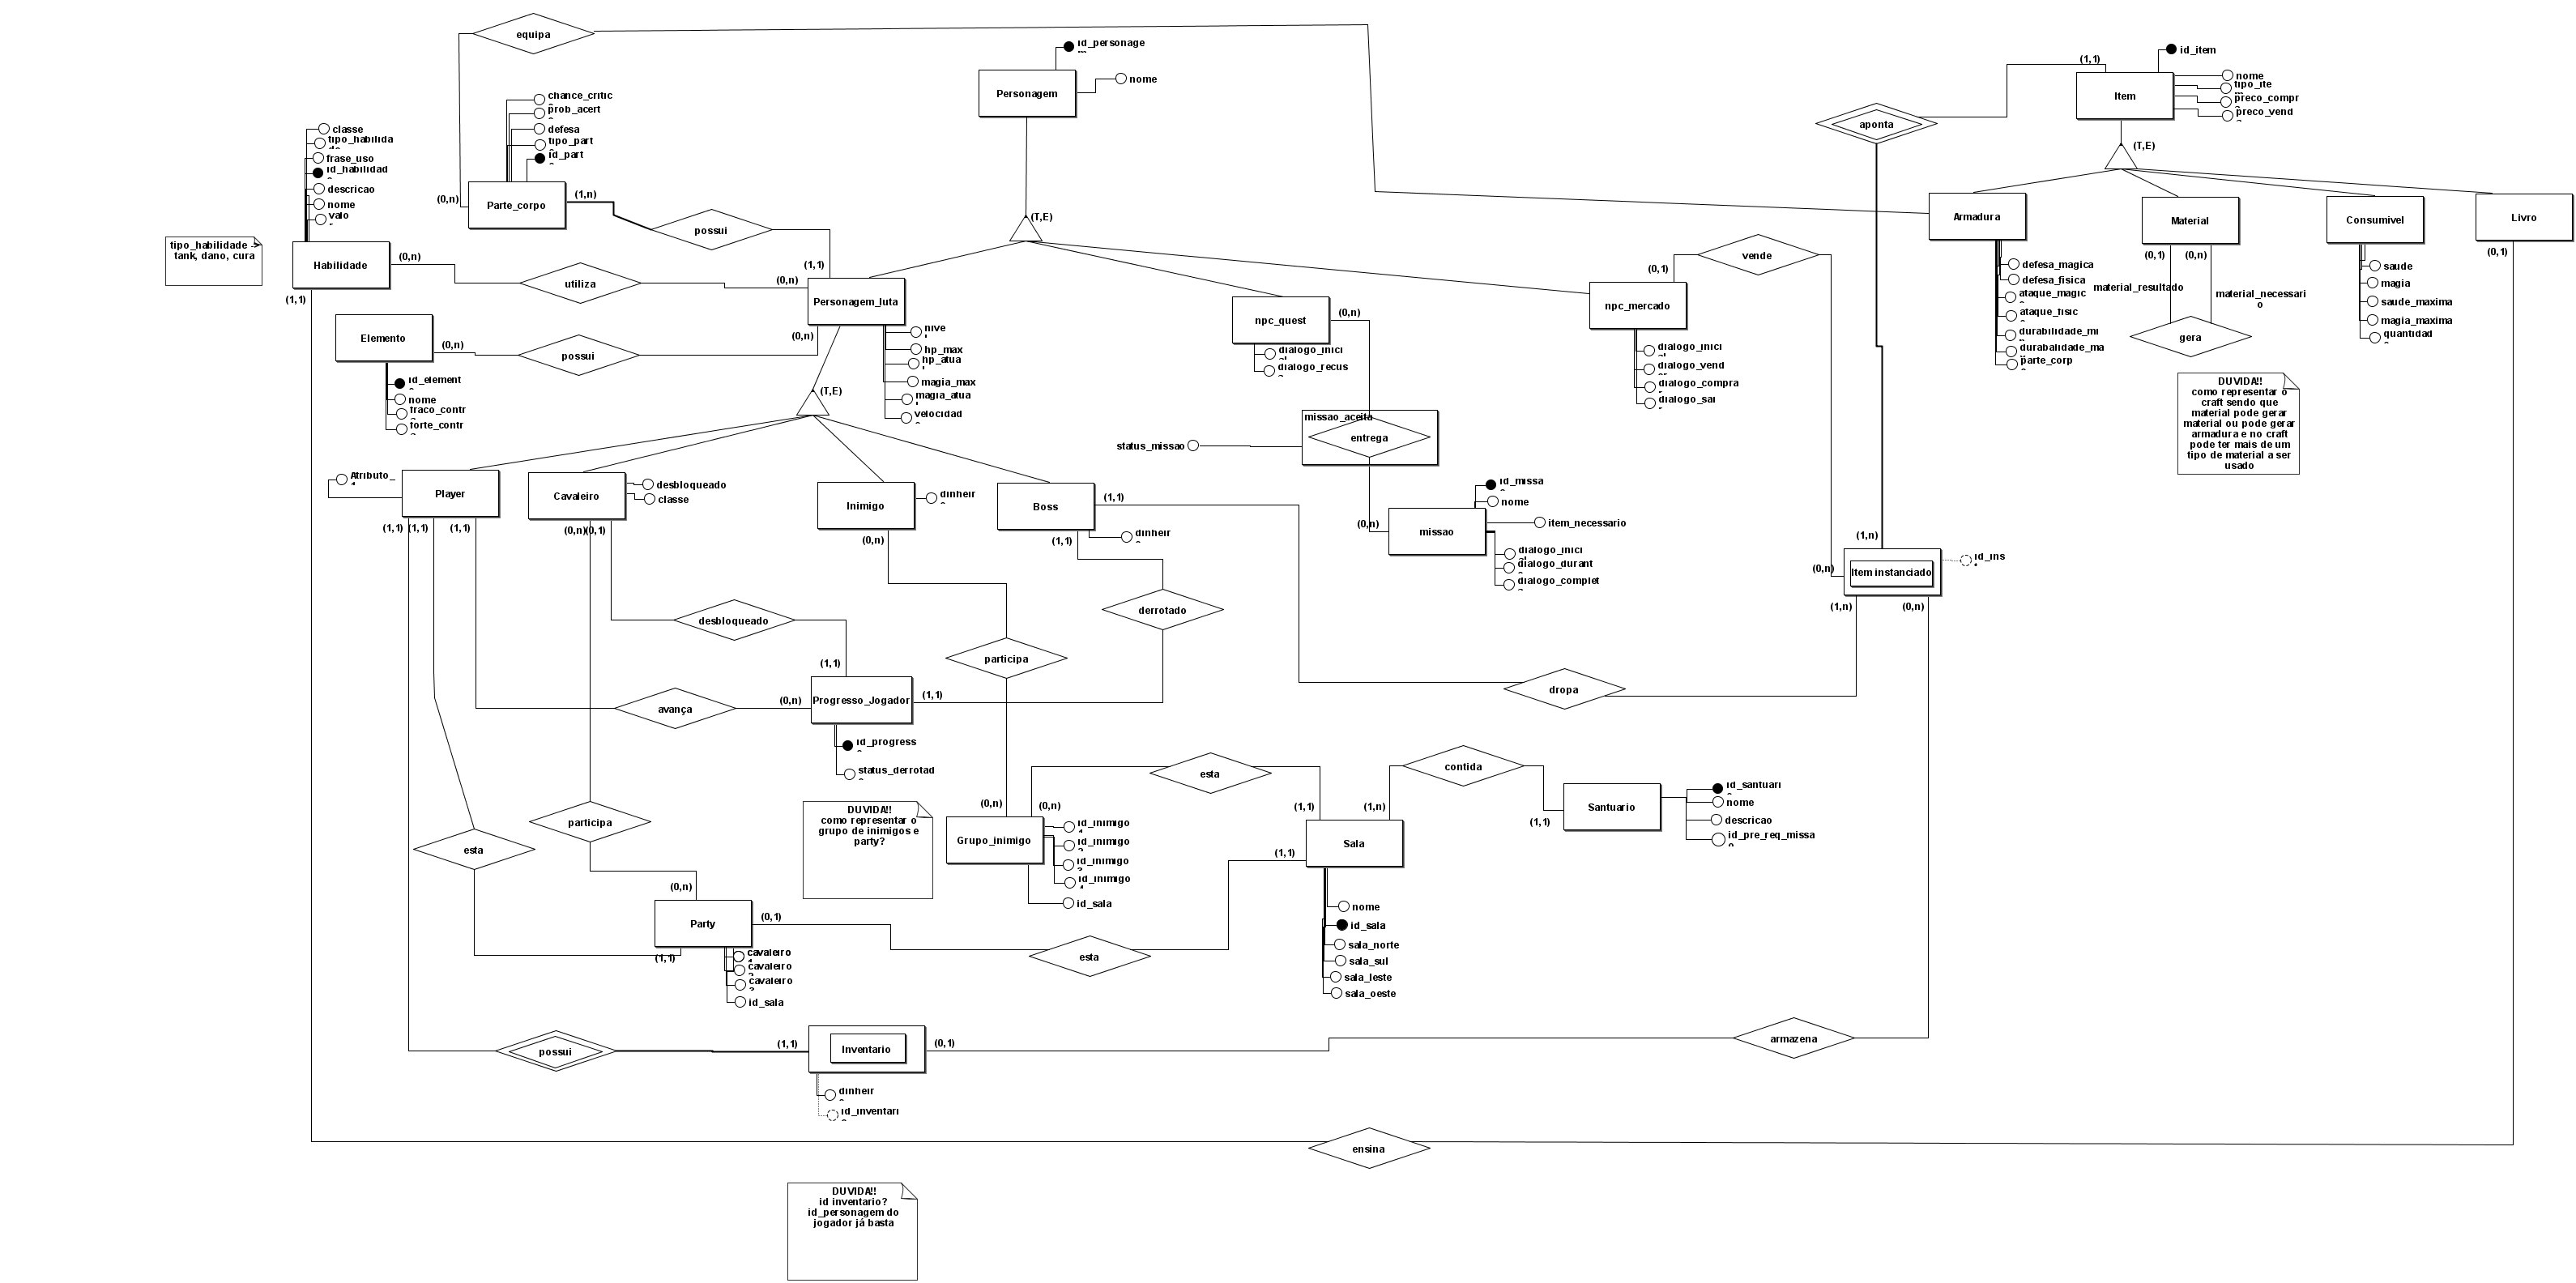 equipa
id_personage
nome
Personagem
id_item
nome
tipo_ite
preco_compr
preco_vend
(1,1)
Item
aponta
(T,E)
chance_critic
prob_acert
defesa
tipo_part
id_part
Parte_corpo
(0,n)
(1,n)
classe
tipo_habilida
frase_uso
id_habilidad
descricao
nome
valo
r
tipo_habilidade ->
tank, dano, cura
Habilidade
(0,n)
(1,1)
possui
(T,E)
(1,1)
utiliza
(0,n)
Personagem_luta
(0,n)
Elemento
(0,n)
possui
id_element
nome
fraco_contr
forte_contr
nive
hp_max
hp_atua
magia_max
magia_atua
velocidad
(T,E)
npc_quest
(0,n)
dialogo_inici
dialogo_recus
vende
(0,1)
npc_mercado
dialogo_inici
dialogo_vend
dialogo_compra
dialogo_sai
Armadura
defesa_magica
defesa_fisica
ataque_magic
ataque_fisic
durabilidade_mi
durabalidade_ma
parte_corp
Material
(0,1)
(0,n)
material_resultado
material_necessari
o
gera
Consumivel
saude
magia
saude_maxima
magia_maxima
quantidad
Livro
(0,1)
DUVIDA!!
como representar o
craft sendo que
material pode gerar
material ou pode gerar
armadura e no craft
pode ter mais de um
tipo de material a ser
usado
missao_aceita
entrega
status_missao
Atributo_
Player
(1,1)
(1,1)
(1,1)
Cavaleiro
desbloqueado
classe
(0,n)
(0,1)
Inimigo
dinheir
(0,n)
Boss
(1,1)
dinheir
(1,1)
id_missa
nome
missao
(0,n)
item_necessario
dialogo_inici
dialogo_durant
dialogo_complet
(1,n)
Item instanciado
id_ins
(0,n)
(1,n)
(0,n)
desbloqueado
(1,1)
derrotado
participa
dropa
avança
(0,n)
Progresso_Jogador
(1,1)
id_progress
status_derrotad
esta
contida
(0,n)
(0,n)
(1,1)
(1,n)
Santuario
(1,1)
id_santuari
nome
descricao
id_pre_req_missa
DUVIDA!!
como representar o
grupo de inimigos e
party?
Grupo_inimigo
id_inimigo
id_inimigo
id_inimigo
id_inimigo
id_sala
Sala
(1,1)
participa
esta
(0,n)
Party
(0,1)
(1,1)
cavaleiro
cavaleiro
cavaleiro
id_sala
esta
nome
id_sala
sala_norte
sala_sul
sala_leste
sala_oeste
possui
(1,1)
Inventario
(0,1)
armazena
dinheir
id_inventari
ensina
DUVIDA!!
id inventario?
id_personagem do
jogador já basta